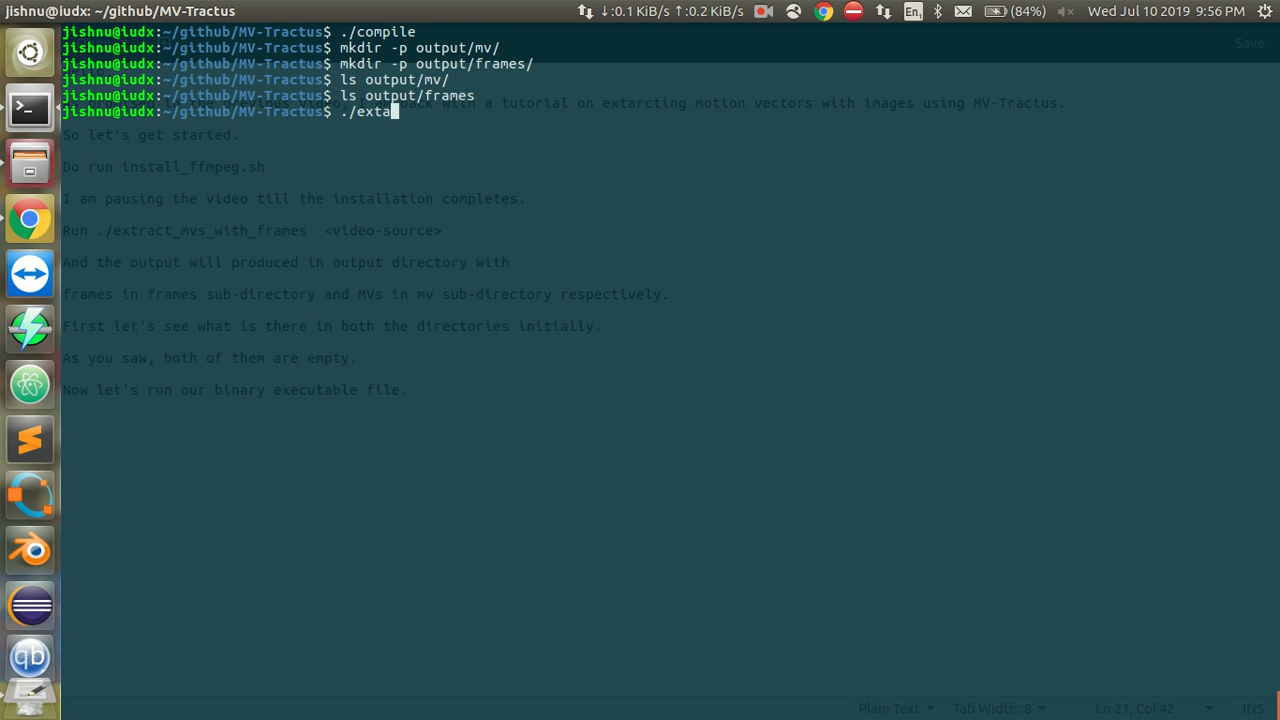 jishnu@iudx: ~/github/MV-Tractus
↓:0.1 KiB/s ↑:0.2 KiB/s En1 (84%) Wed Jul 10 2019 9:56 PM
jishnu@iudx:~/github/MV-Tractus$ ./compile
jishnu@iudx:~/github/MV-Tractus$ mkdir -p output/mv/
Save
jishnu@iudx:~/github/MV-Tractus$ mkdir -p output/frames/
jishnu@iudx:~/github/MV-Tractus$ ls output/mv/
jishnu@iudx:~/github/MV-Tractus$ ls output/frames
back with a tutorial on extarcting motion vectors with images using MV-Tractus.
jishnu@iudx:~/github/MV-Tractus$ ./exta
So let's get started.
Do run install_ffmpeg.sh
I am pausing the video till the installation completes.
Run ./extract_mvs_with_frames <video-source>
And the output will produced in output directory with
frames in frames sub-directory and MVs in mv sub-directory respectively.
First let's see what is there in both the directories initially.
As you saw, both of them are empty.
Now let's run our binary executable file.
qb
Plain Text Tab Width: 8 Ln 21, Col 42 INS